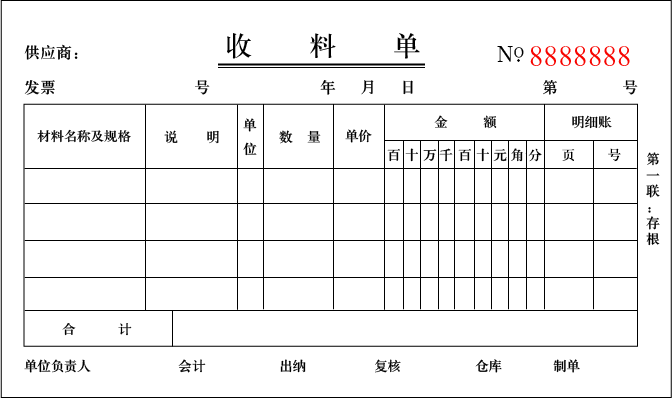 收 料 单
供应商： Nº 8888888
发票 号 年 月 日 第 号
材料名称及规格 说 明 单位 数 量 单价 金 额 明细账
百 十 万 千 百 十 元 角 分 页 号
合 计
单位负责人 会计 出纳 复核 仓库 制单
第一联：存根